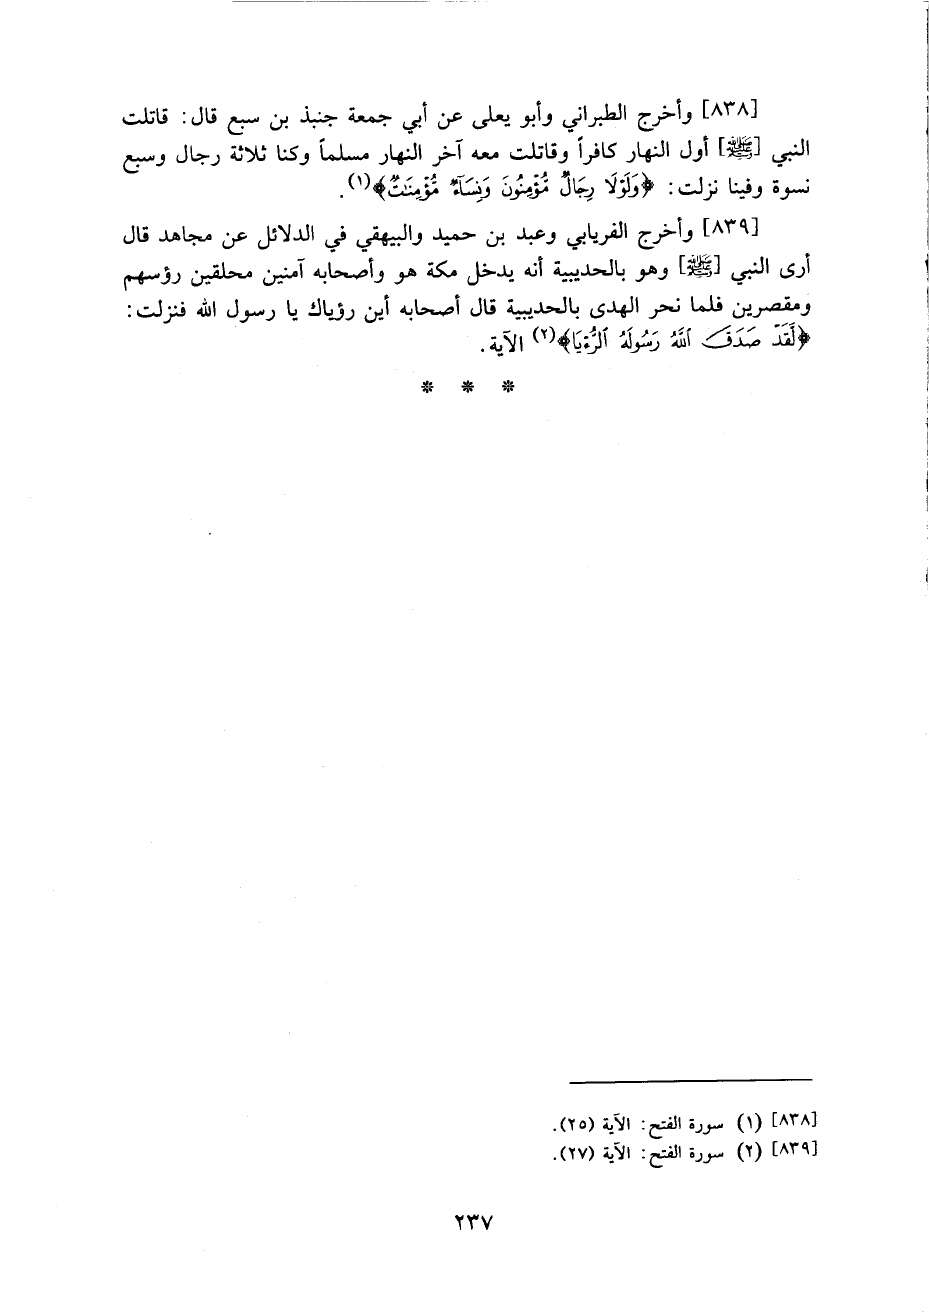 [٨٣٨] وأخرج الطبراني وأبو يعلى عن أبي جمعة جنبذ بن سبع قال: قاتلت
النبي [ﷺ] أول النهار كافراً وقاتلت معه آخر النهار مسلماً وكنا ثلاثة رجال وسبع
نسوة وفينا نزلت: ﴿وَلَوْلَا رِجَالٌ مُّؤْمِنُونَ وَنِسَآءٌ مُّؤْمِنَٰتٌ﴾(١).
[٨٣٩] وأخرج الفريابي وعبد بن حميد والبيهقي في الدلائل عن مجاهد قال
أرى النبي [ﷺ] وهو بالحديبية أنه يدخل مكة هو وأصحابه آمنين محلقين رؤسهم
ومقصرين فلما نحر الهدى بالحديبية قال أصحابه أين رؤياك يا رسول الله فنزلت:
﴿لَّقَدْ صَدَقَ ٱللَّهُ رَسُولَهُ ٱلرُّءْيَا﴾(٢) الآية.
* * *
[٨٣٨] (١) سورة الفتح: الآية (٢٥).
[٨٣٩] (٢) سورة الفتح: الآية (٢٧).
٢٣٧